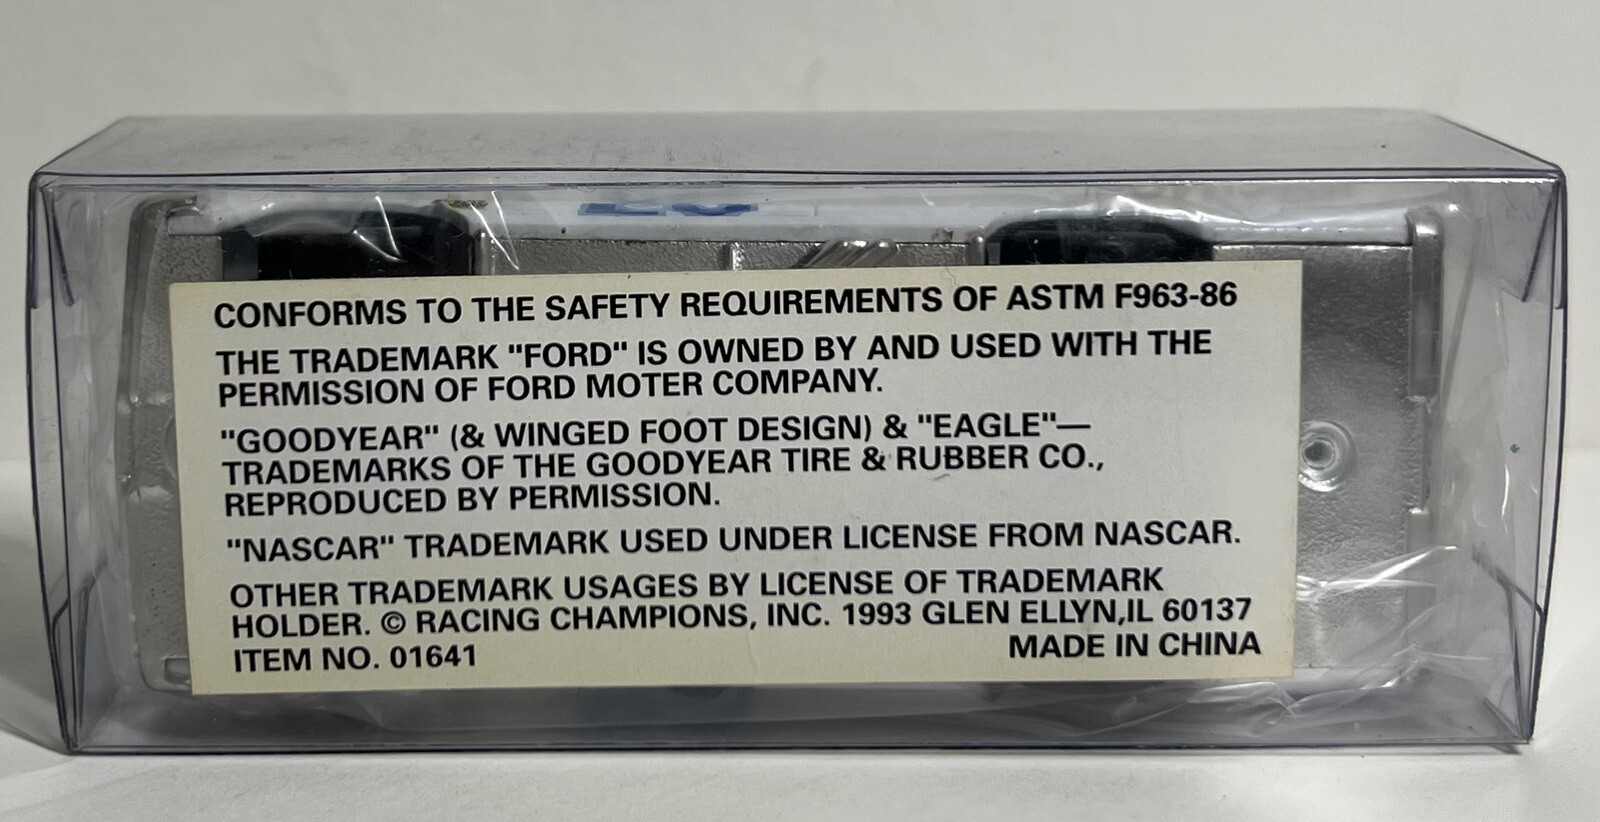 CONFORMS TO THE SAFETY REQUIREMENTS OF ASTM F963-86
THE TRADEMARK "FORD" IS OWNED BY AND USED WITH THE
PERMISSION OF FORD MOTER COMPANY.
"GOODYEAR" (& WINGED FOOT DESIGN) & "EAGLE"—
TRADEMARKS OF THE GOODYEAR TIRE & RUBBER CO.,
REPRODUCED BY PERMISSION.
"NASCAR" TRADEMARK USED UNDER LICENSE FROM NASCAR.
OTHER TRADEMARK USAGES BY LICENSE OF TRADEMARK
HOLDER. © RACING CHAMPIONS, INC. 1993 GLEN ELLYN,IL 60137
ITEM NO. 01641 MADE IN CHINA